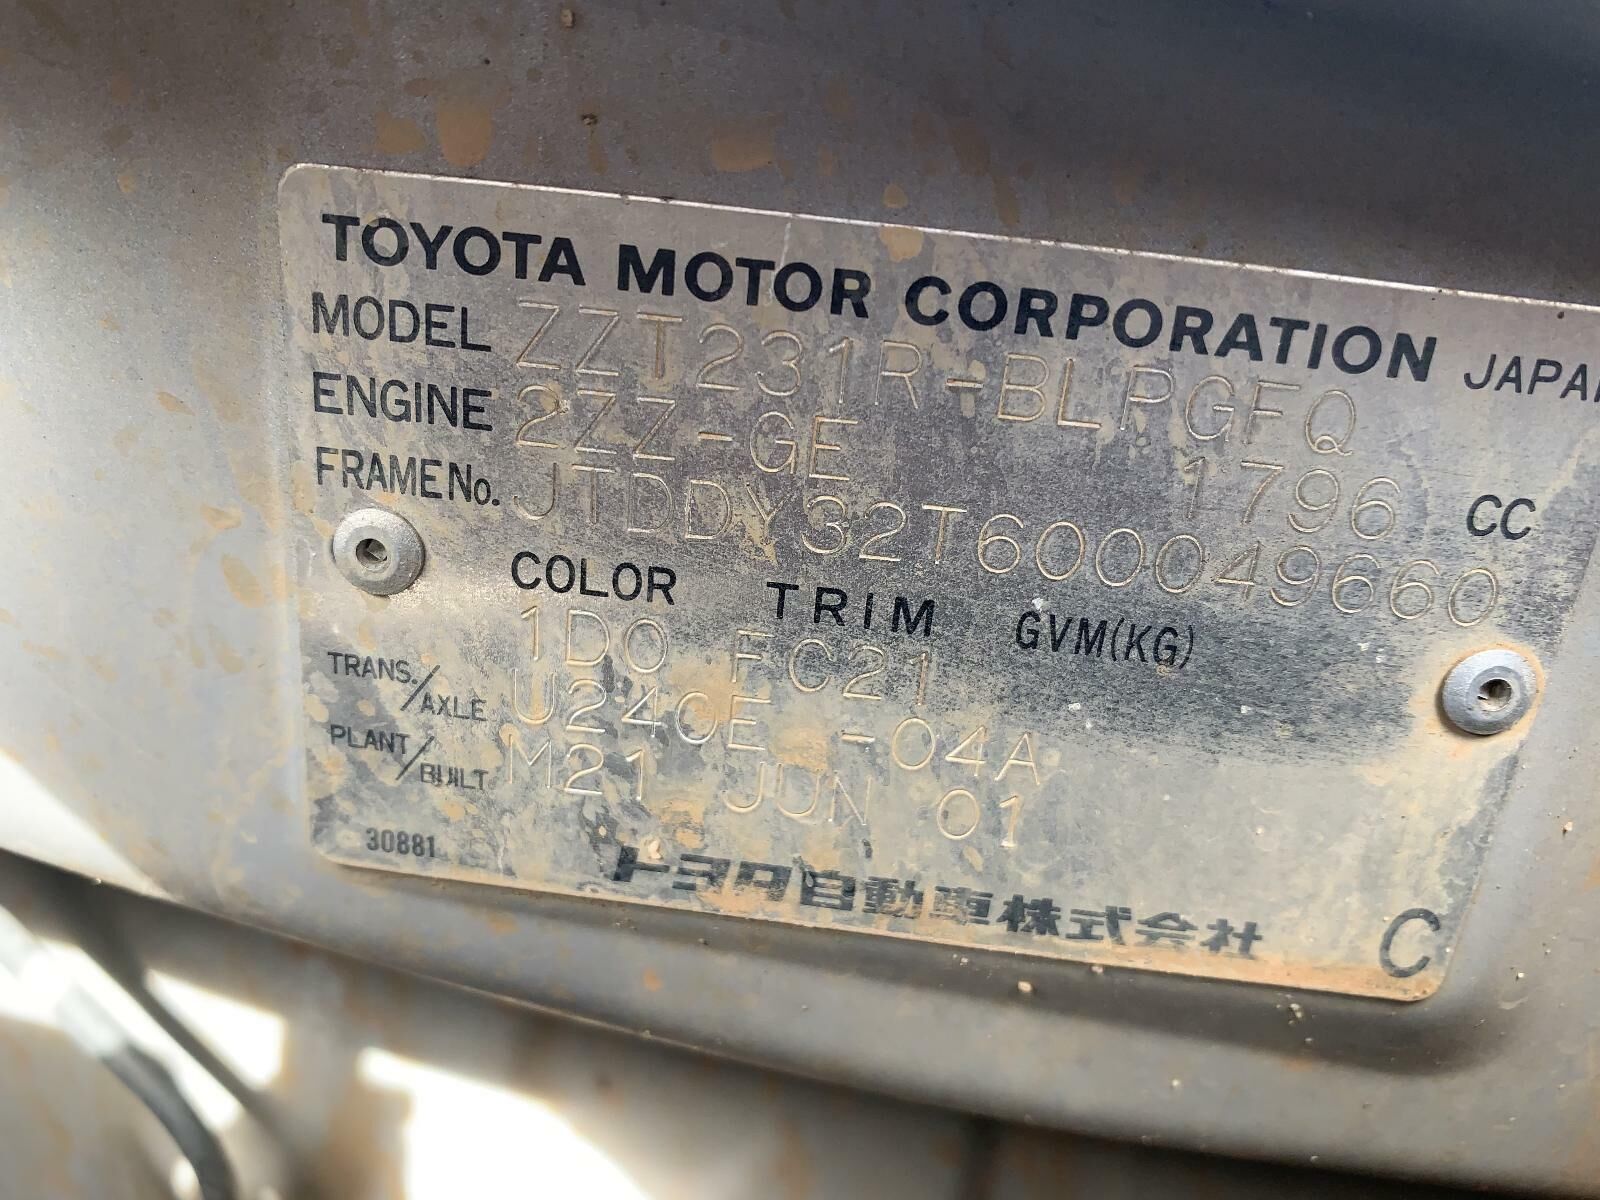 TOYOTA MOTOR CORPORATION JAPAN
MODEL ZZT231R-BLPGFQ
ENGINE 2ZZ-GE 1796 CC
FRAME No. JTDDY32T600049660
COLOR TRIM GVM(KG)
1D0 FC21
TRANS./AXLE U240E -04A
PLANT/BUILT M21 JUN 01
30881
トヨタ自動車株式会社 C